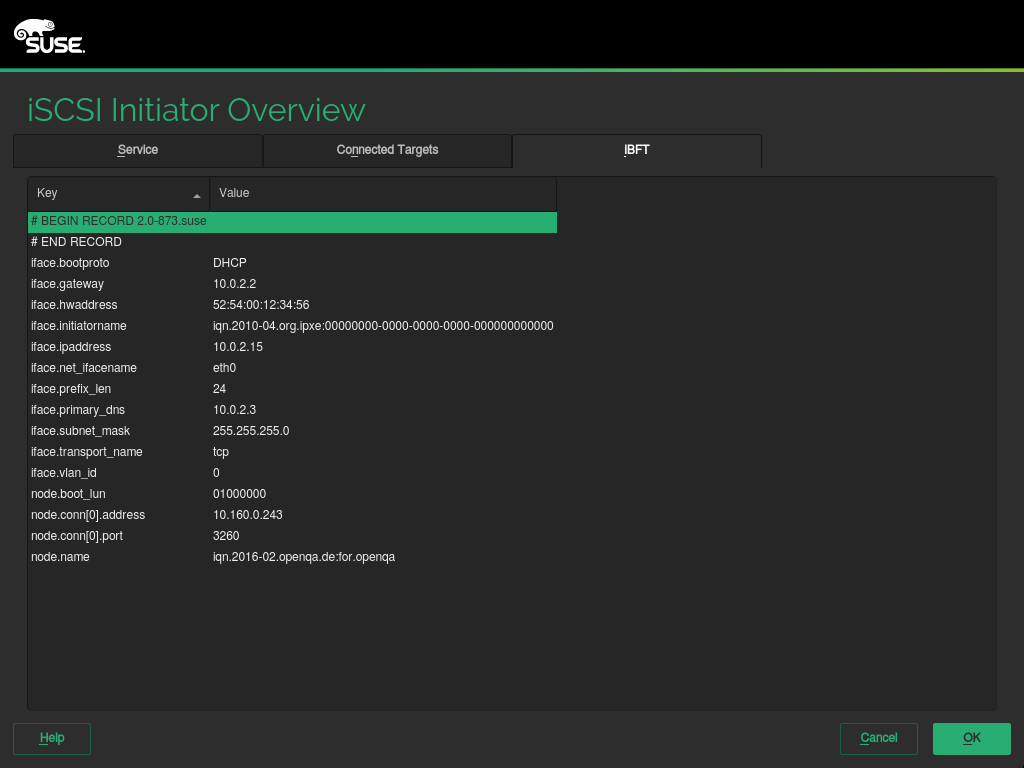 SUSE.
iSCSI Initiator Overview
Service Connected Targets iBFT
Key Value
# BEGIN RECORD 2.0-873.suse
# END RECORD
iface.bootproto DHCP
iface.gateway 10.0.2.2
iface.hwaddress 52:54:00:12:34:56
iface.initiatorname iqn.2010-04.org.ipxe:00000000-0000-0000-0000-000000000000
iface.ipaddress 10.0.2.15
iface.net_ifacename eth0
iface.prefix_len 24
iface.primary_dns 10.0.2.3
iface.subnet_mask 255.255.255.0
iface.transport_name tcp
iface.vlan_id 0
node.boot_lun 01000000
node.conn[0].address 10.160.0.243
node.conn[0].port 3260
node.name iqn.2016-02.openqa.de:for.openqa
Help Cancel OK